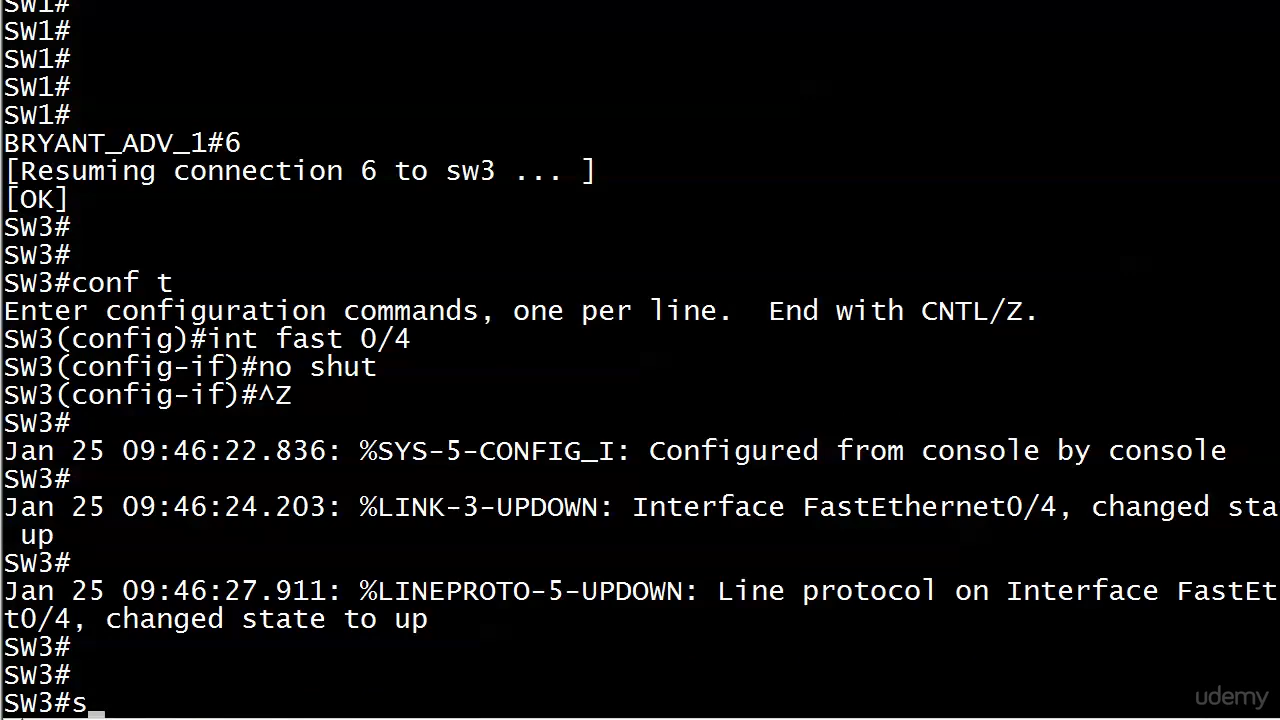 SW1#
SW1#
SW1#
SW1#
SW1#
BRYANT_ADV_1#6
[Resuming connection 6 to sw3 ... ]
[OK]
SW3#
SW3#
SW3#conf t
Enter configuration commands, one per line.  End with CNTL/Z.
SW3(config)#int fast 0/4
SW3(config-if)#no shut
SW3(config-if)#^Z
SW3#
Jan 25 09:46:22.836: %SYS-5-CONFIG_I: Configured from console by console
SW3#
Jan 25 09:46:24.203: %LINK-3-UPDOWN: Interface FastEthernet0/4, changed sta
 up
SW3#
Jan 25 09:46:27.911: %LINEPROTO-5-UPDOWN: Line protocol on Interface FastEt
t0/4, changed state to up
SW3#
SW3#
SW3#s
udemy